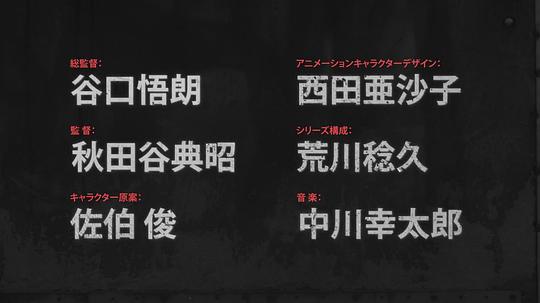 総監督:
谷口悟朗
監督:
秋田谷典昭
キャラクター原案:
佐伯 俊
アニメーションキャラクターデザイン:
西田亜沙子
シリーズ構成:
荒川稔久
音楽:
中川幸太郎